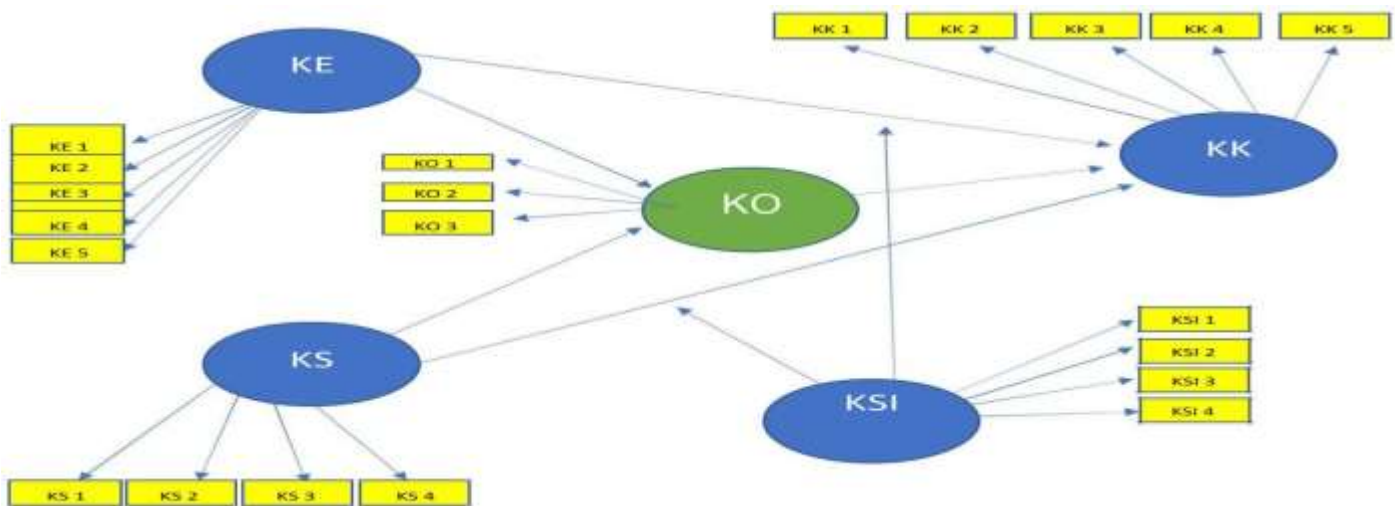 KK 1
KK 2
KK 3
KK 4
KK 5
KE
KK
KE 1
KE 2
KE 3
KE 4
KE 5
KO 1
KO 2
KO 3
KO
KS
KSI
KSI 1
KSI 2
KSI 3
KSI 4
KS 1
KS 2
KS 3
KS 4